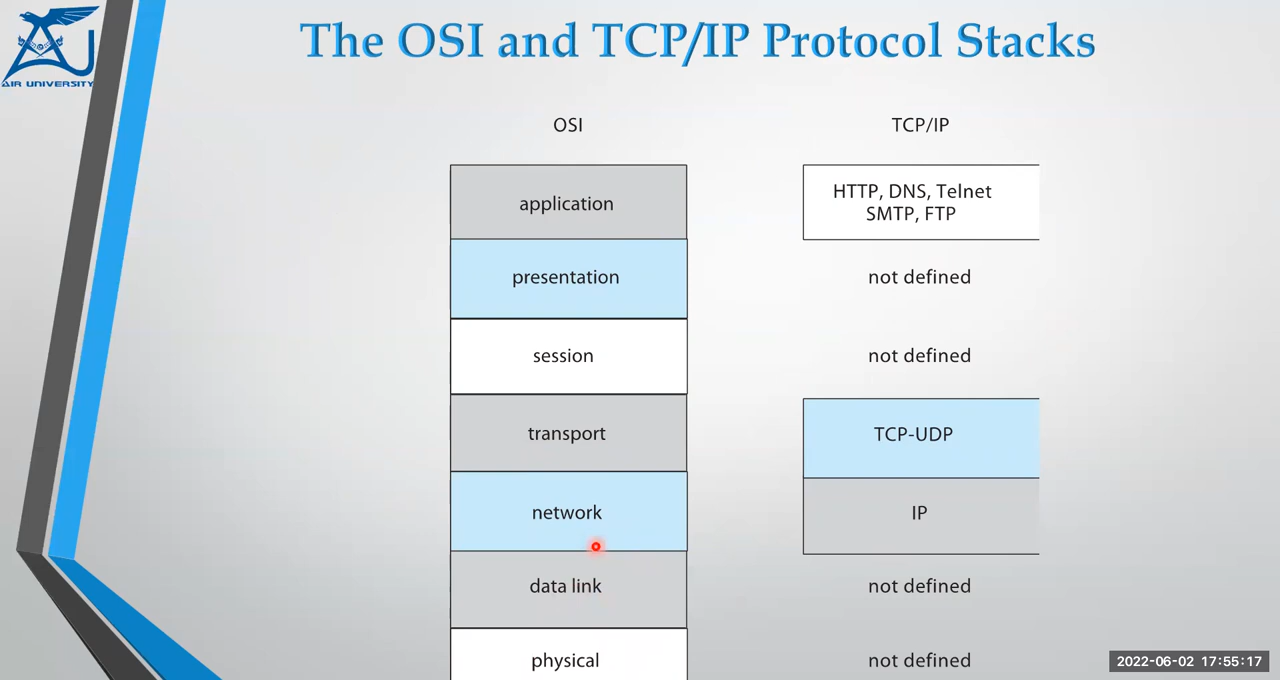 AIR UNIVERSITY
The OSI and TCP/IP Protocol Stacks
OSI
TCP/IP
application
HTTP, DNS, Telnet
SMTP, FTP
presentation
not defined
session
not defined
transport
TCP-UDP
network
IP
data link
not defined
physical
not defined
2022-06-02 17:55:17